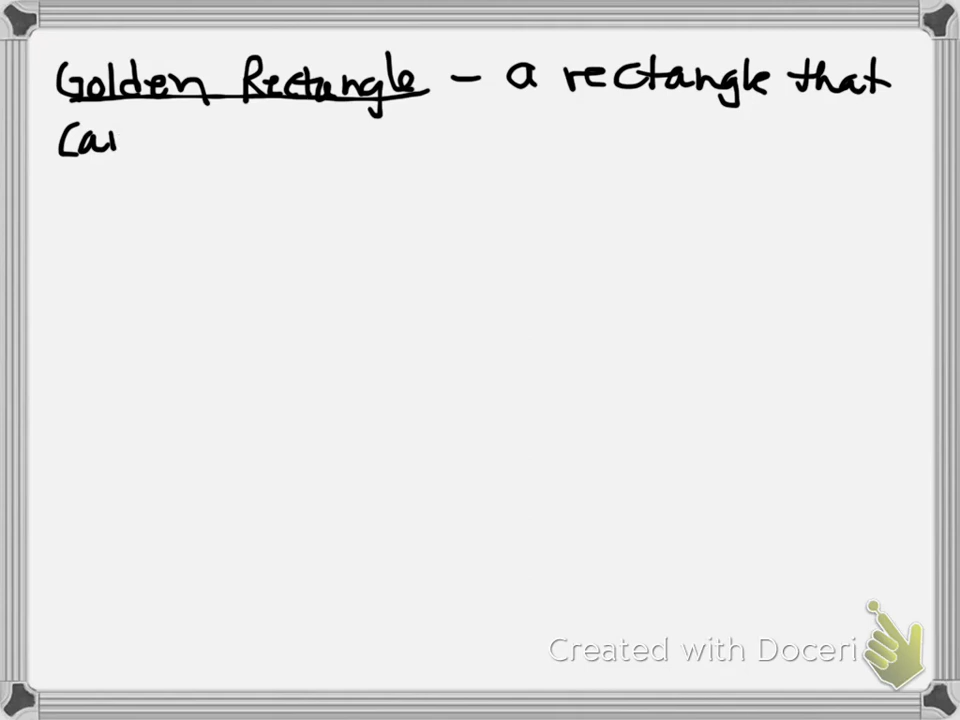 Golden Rectangle – a rectangle that
Created with Doceri